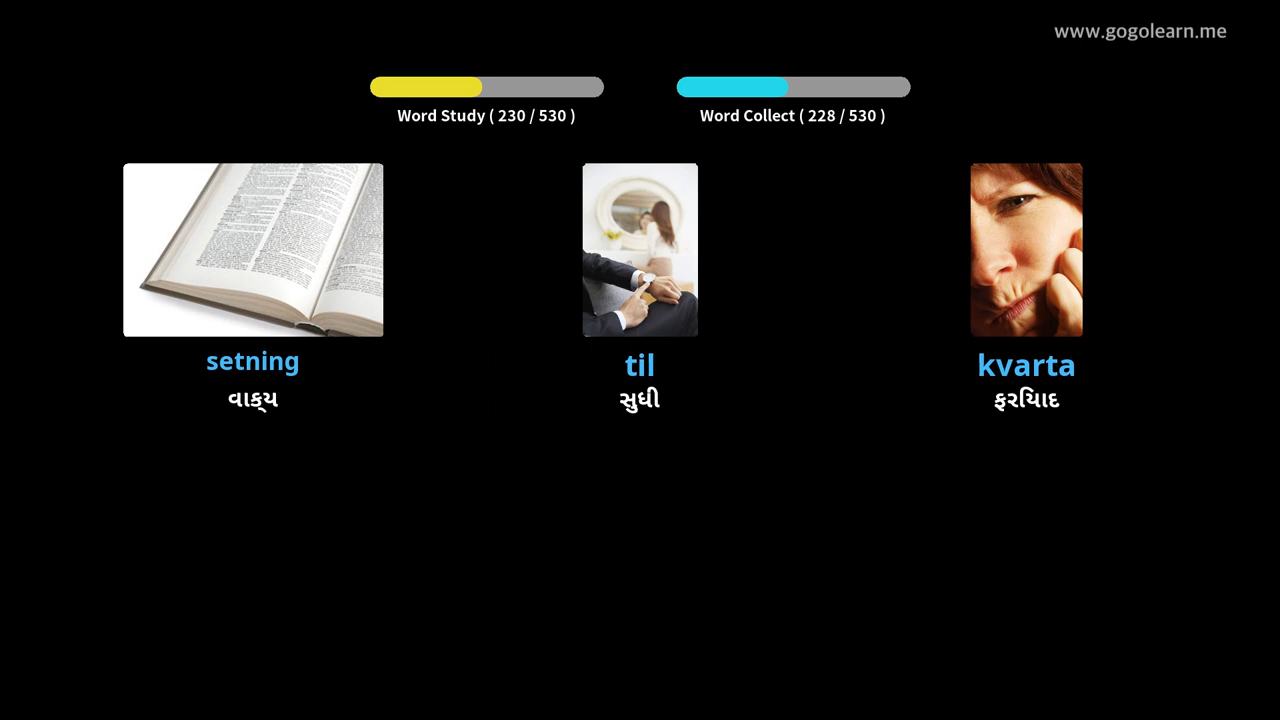 www.gogolearn.me
Word Study ( 230 / 530 )
Word Collect ( 228 / 530 )
setning
til
kvarta
વાક્ય
સુધી
ફરિયાદ